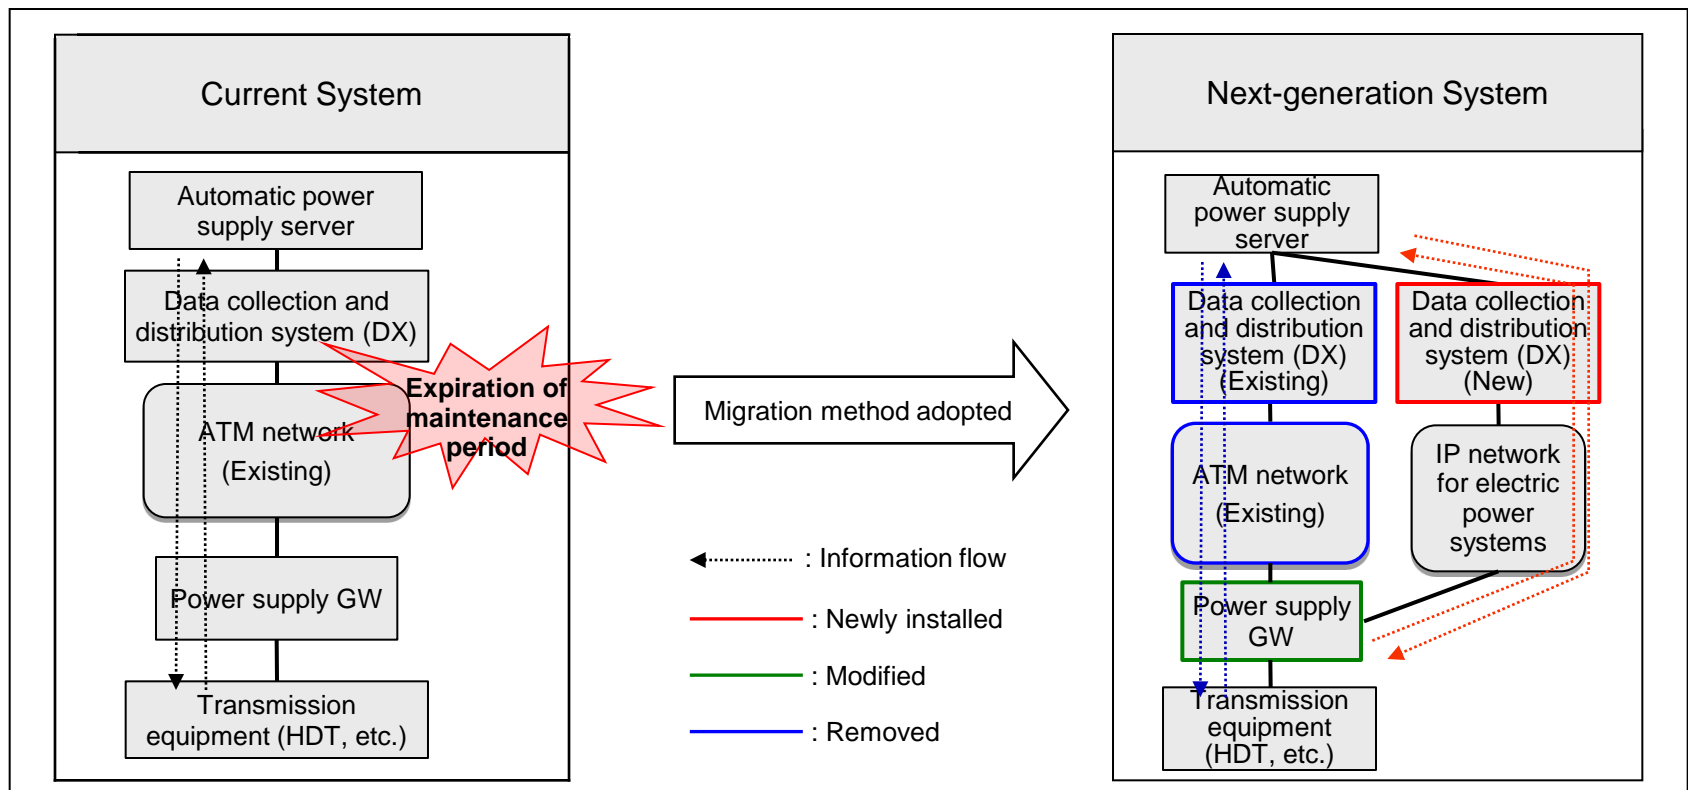 Current System
Automatic power
supply server
Data collection and
distribution system (DX)
Expiration of
maintenance
period
ATM network
(Existing)
Power supply GW
Transmission
equipment (HDT, etc.)
Migration method adopted
: Information flow
: Newly installed
: Modified
: Removed
Next-generation System
Automatic
power supply
server
Data collection
and distribution
system (DX)
(Existing)
Data collection
and distribution
system (DX)
(New)
ATM network
(Existing)
IP network
for electric
power
systems
Power supply
GW
Transmission
equipment
(HDT, etc.)